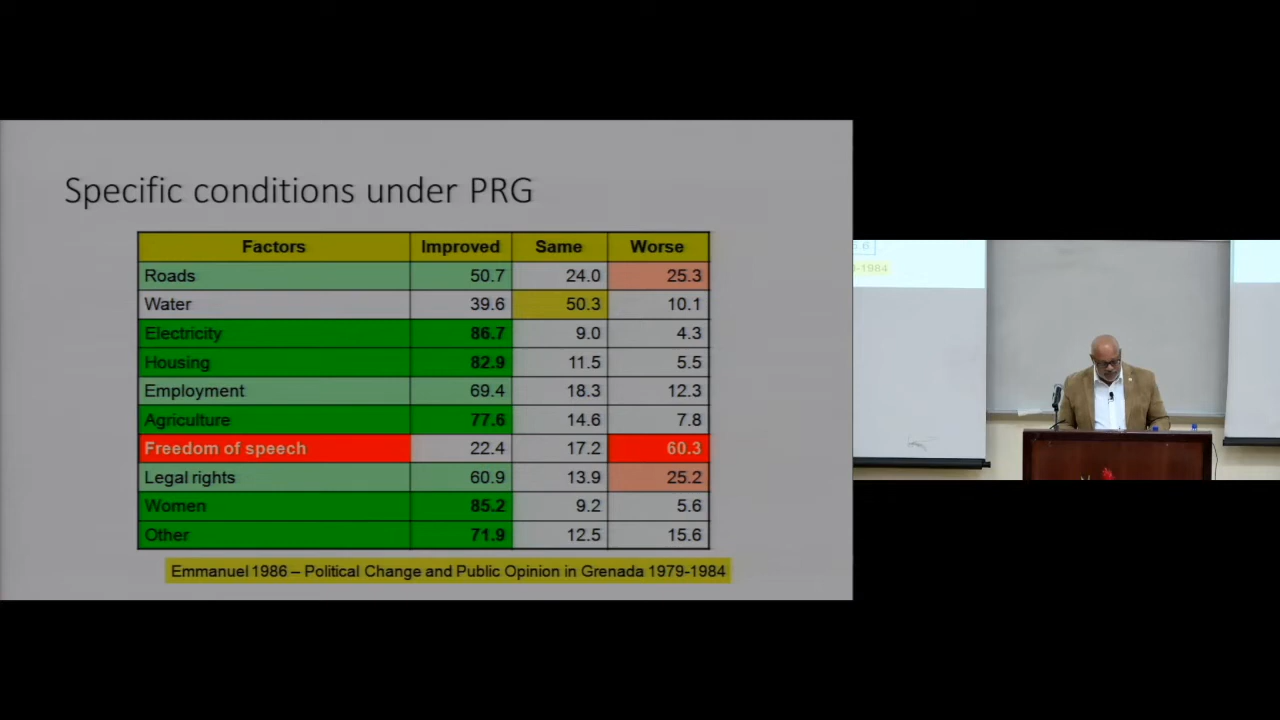 Specific conditions under PRG
Factors Improved Same Worse
Roads 50.7 24.0 25.3
Water 39.6 50.3 10.1
Electricity 86.7 9.0 4.3
Housing 82.9 11.5 5.5
Employment 69.4 18.3 12.3
Agriculture 77.6 14.6 7.8
Freedom of speech 22.4 17.2 60.3
Legal rights 60.9 13.9 25.2
Women 85.2 9.2 5.6
Other 71.9 12.5 15.6
Emmanuel 1986 – Political Change and Public Opinion in Grenada 1979-1984
-1984